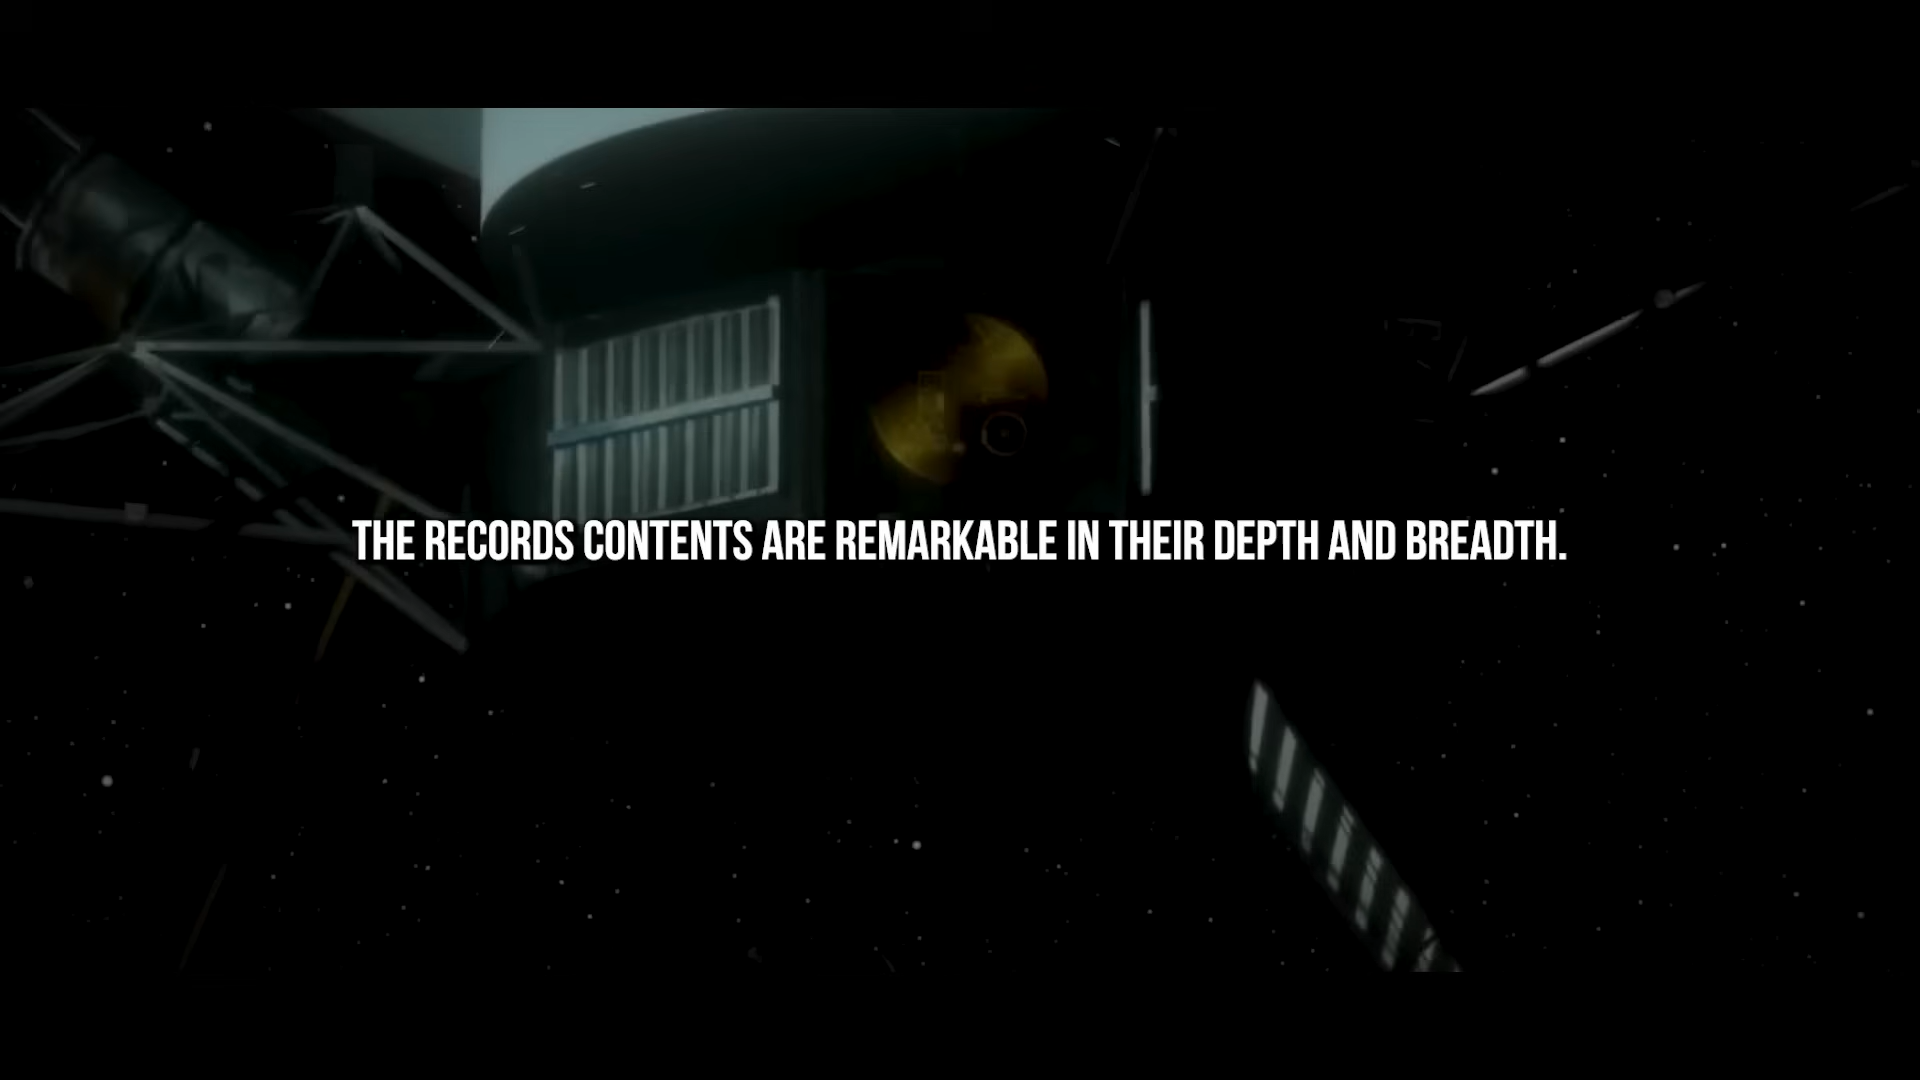 THE RECORDS CONTENTS ARE REMARKABLE IN THEIR DEPTH AND BREADTH.